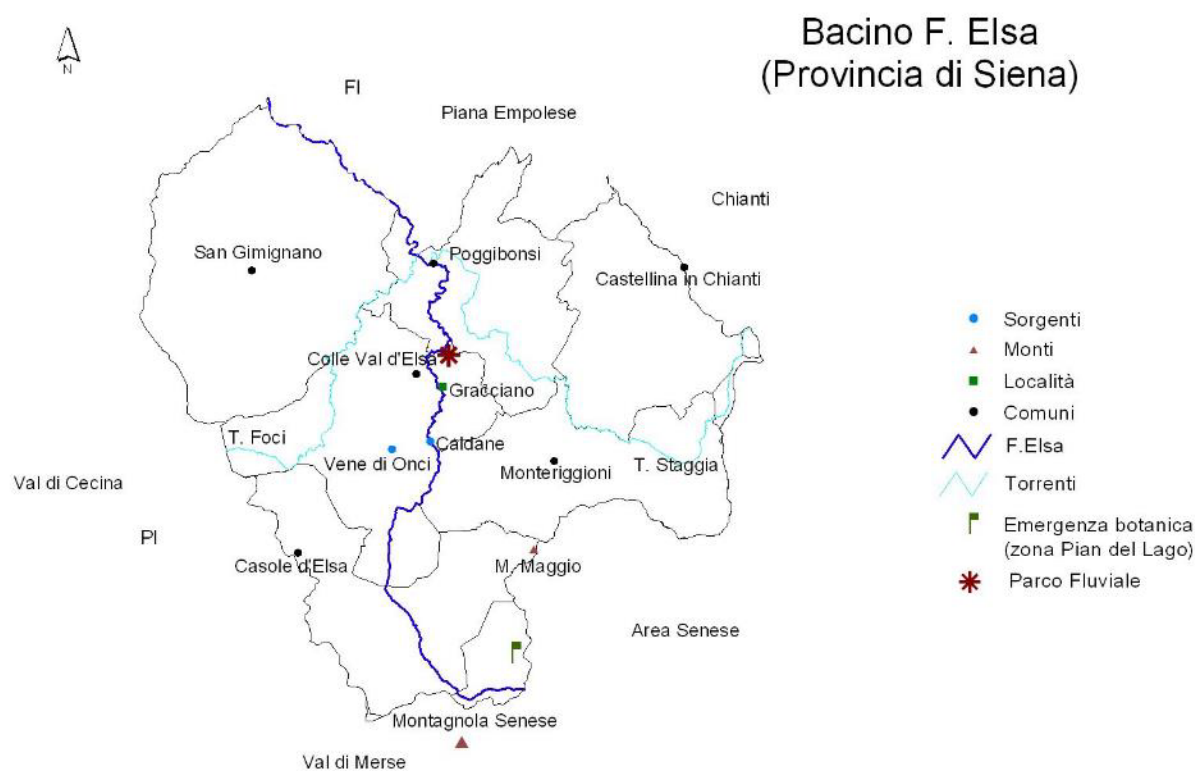 Bacino F. Elsa
(Provincia di Siena)
N
FI
Piana Empolese
Chianti
San Gimignano
Poggibonsi
Castellina in Chianti
Colle Val d'Elsa
Gracciano
T. Foci
Caldane
Vene di Onci
Monteriggioni
T. Staggia
Val di Cecina
PI
Casole d'Elsa
M. Maggio
Area Senese
Montagnola Senese
Val di Merse
Sorgenti
Monti
Località
Comuni
F.Elsa
Torrenti
Emergenza botanica
(zona Pian del Lago)
Parco Fluviale